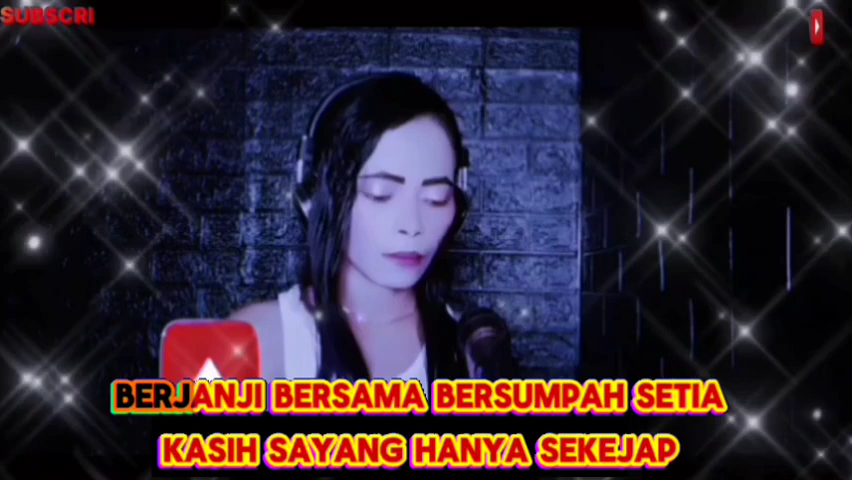 SUBSCRI
BERJANJI BERSAMA BERSUMPAH SETIA
KASIH SAYANG HANYA SEKEJAP